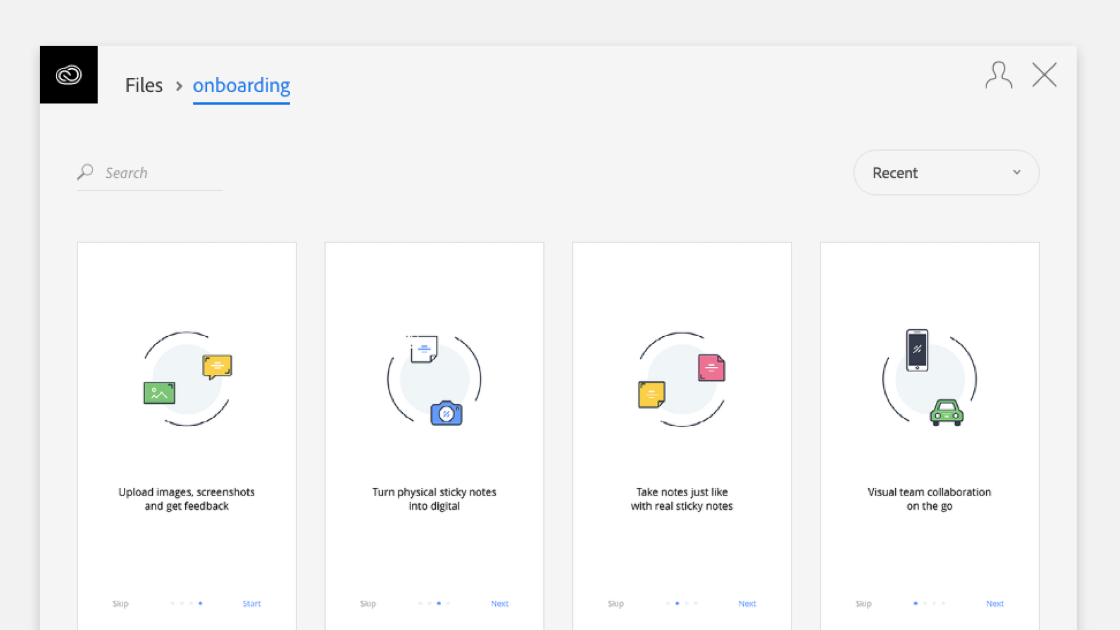 Files > onboarding
Search
Recent
Upload images, screenshots
and get feedback
Turn physical sticky notes
into digital
Take notes just like
with real sticky notes
Visual team collaboration
on the go
Skip Start
Skip Next
Skip Next
Skip Next